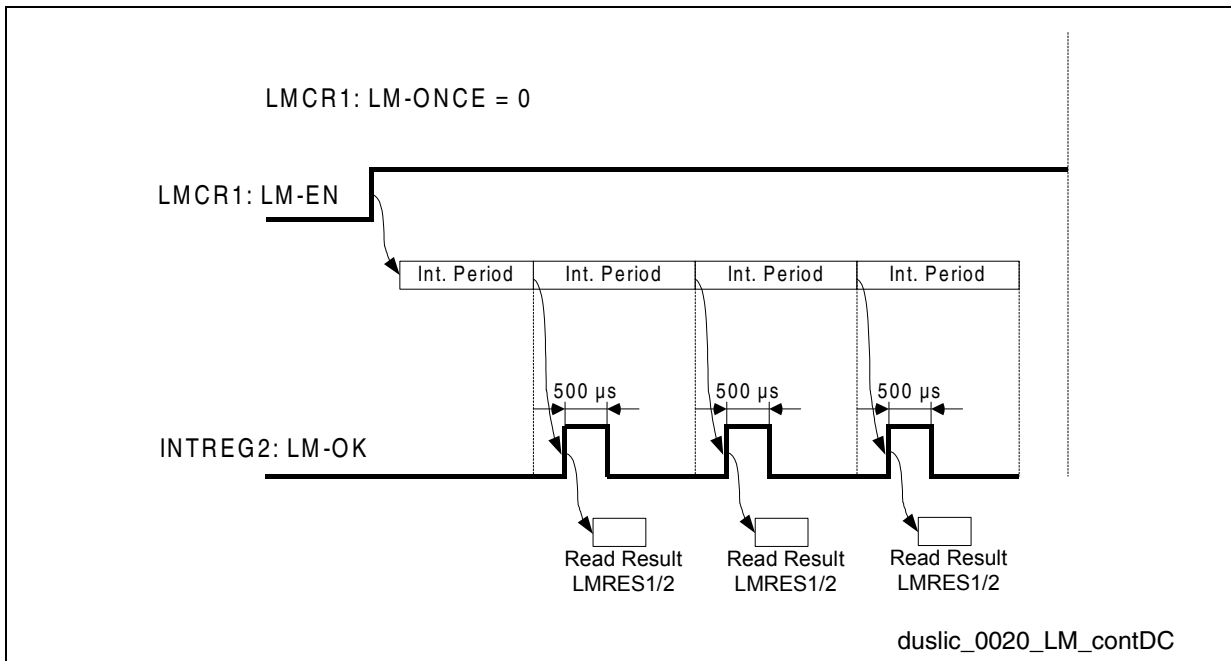 LMCR1: LM-ONCE = 0
LMCR1: LM-EN
Int. Period Int. Period Int. Period Int. Period
500 µs 500 µs 500 µs
INTREG2: LM-OK
Read Result Read Result Read Result
LMRES1/2 LMRES1/2 LMRES1/2
duslic_0020_LM_contDC